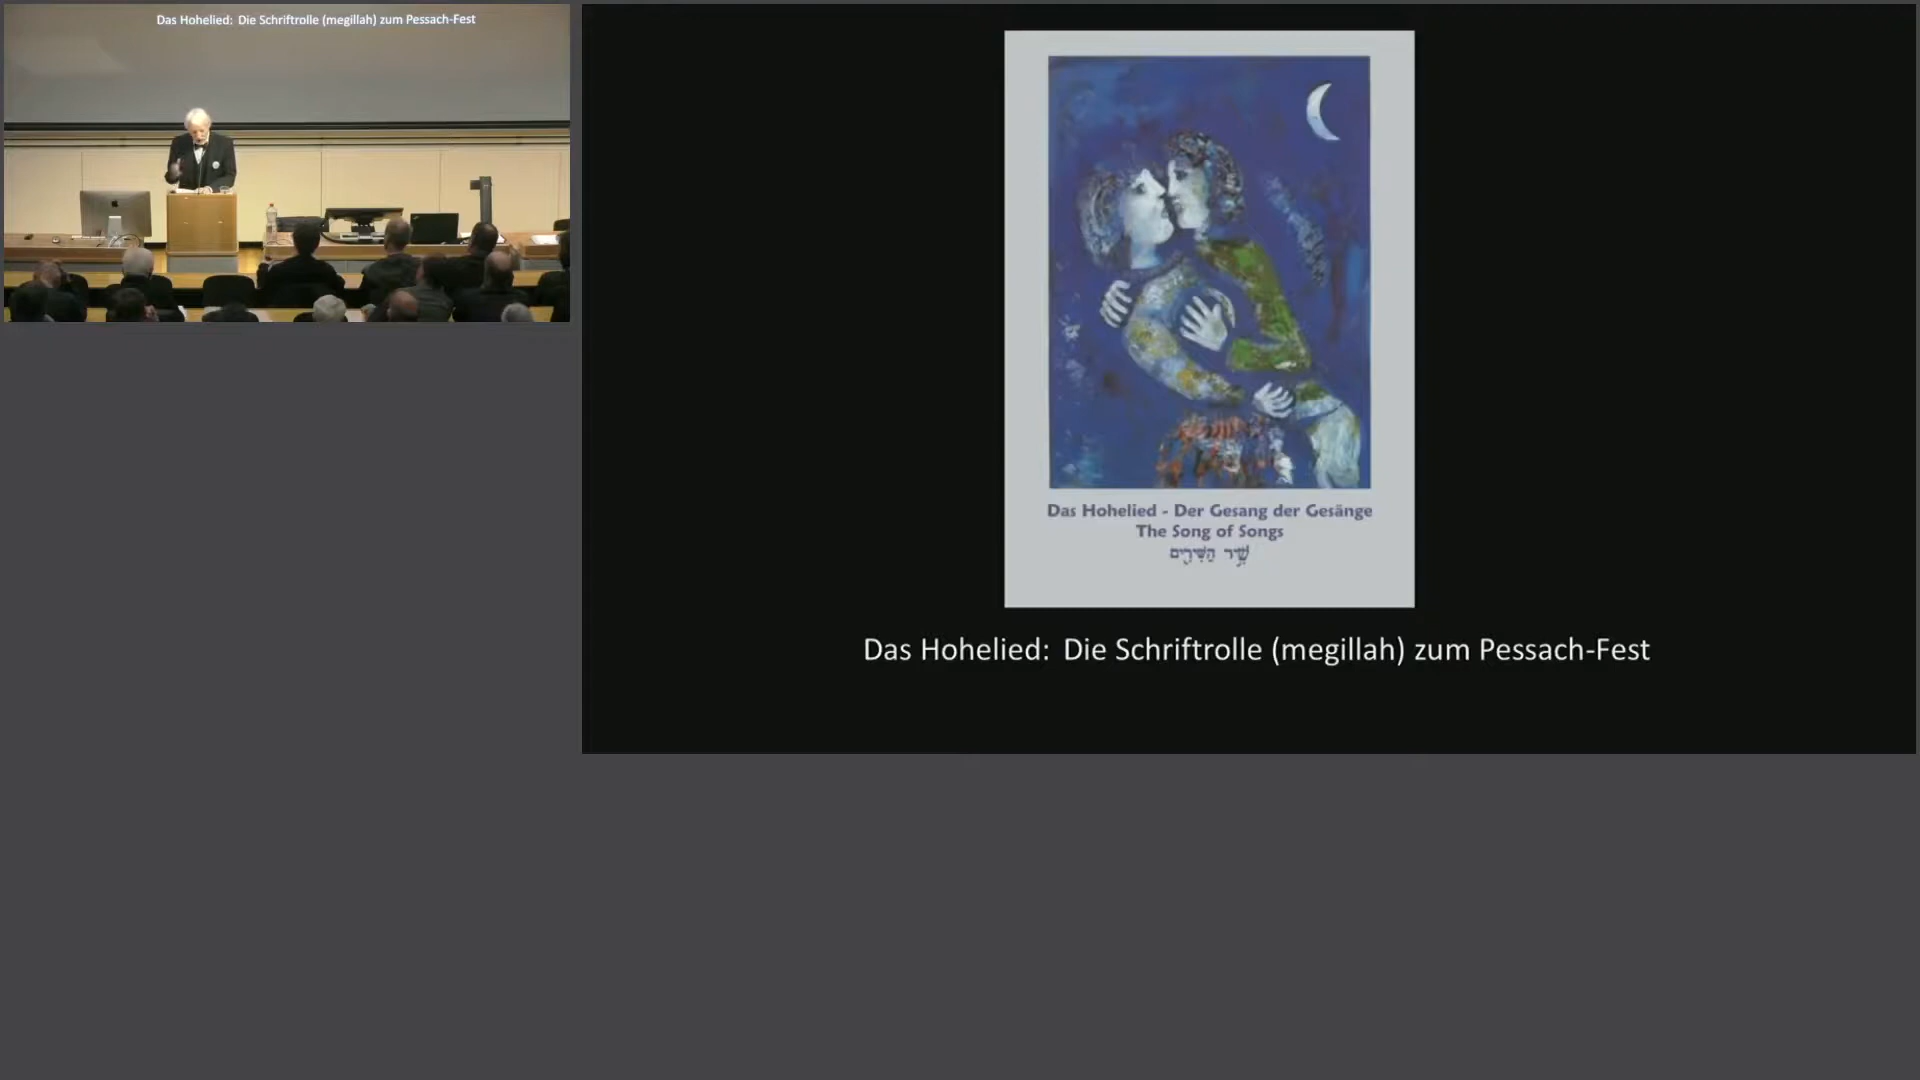 Das Hohelied: Die Schriftrolle (megillah) zum Pessach-Fest
Das Hohelied - Der Gesang der Gesänge
The Song of Songs
שִׁיר הַשִּׁירִים
Das Hohelied: Die Schriftrolle (megillah) zum Pessach-Fest